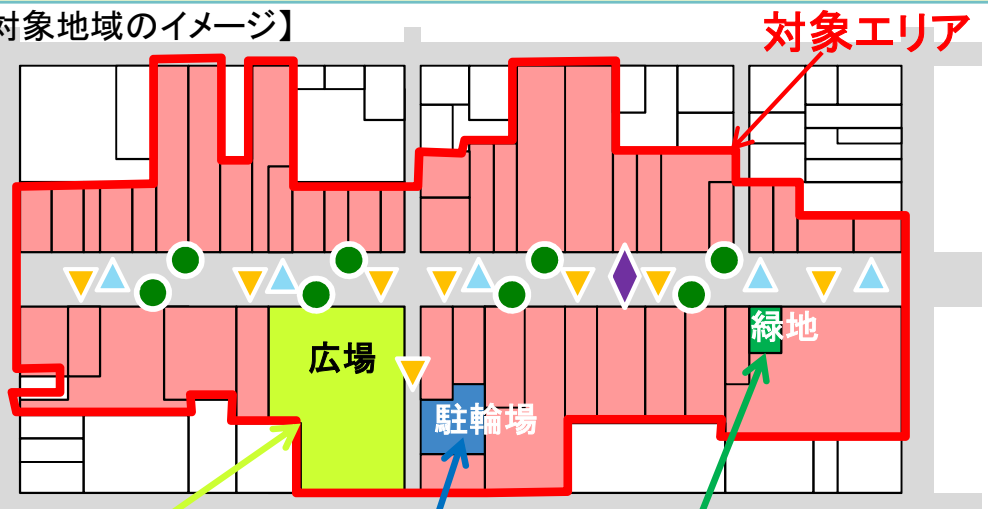 対象地域のイメージ】
対象エリア
緑地
広場
駐輪場